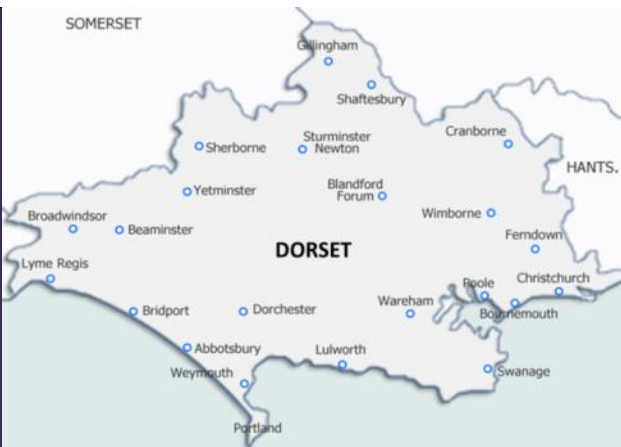 SOMERSET
Gillingham
Shaftesbury
Cranborne
Sherborne
Sturminster
Newton
HANTS.
Yetminster
Blandford
Forum
Wimborne
Broadwindsor
Beaminster
Ferndown
DORSET
Lyme Regis
Poole
Christchurch
Bridport
Dorchester
Wareham
Bournemouth
Abbotsbury
Lulworth
Weymouth
Swanage
Portland